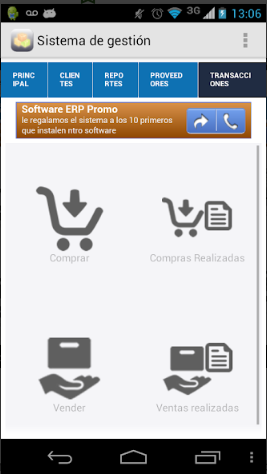 3G 13:06
Sistema de gestión
PRINC
IPAL
CLIEN
TES
REPO
RTES
PROVEED
ORES
TRANSACCI
ONES
Software ERP Promo
le regalamos el sistema a los 10 primeros
que instalen ntro software
Comprar
Compras Realizadas
Vender
Ventas realizadas